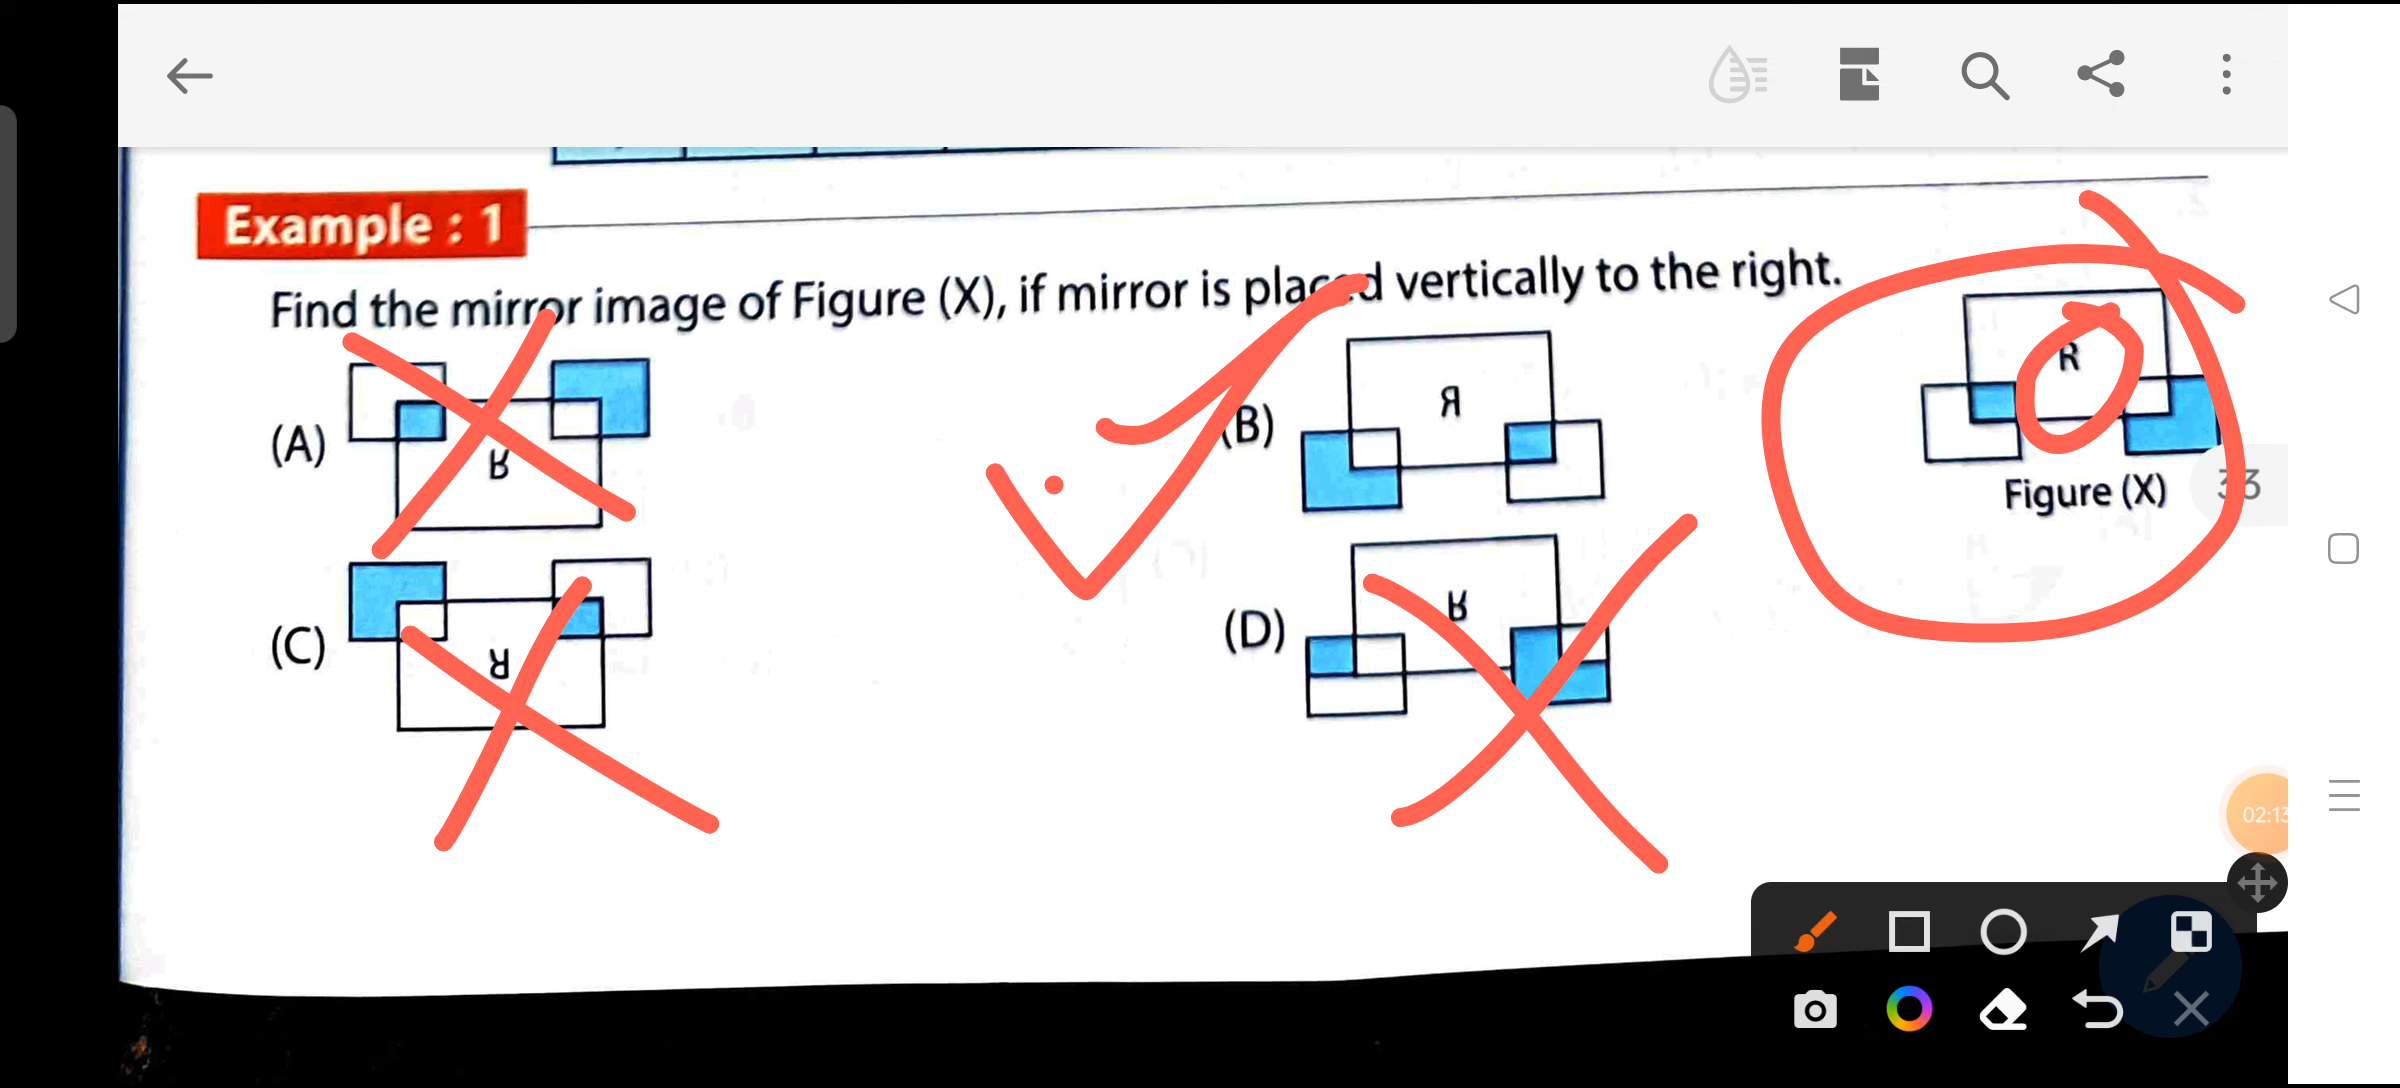 Example : 1
Find the mirror image of Figure (X), if mirror is placed vertically to the right.
R
(A)
(B)
Я
Figure (X)
33
(C)
(D)
02:13